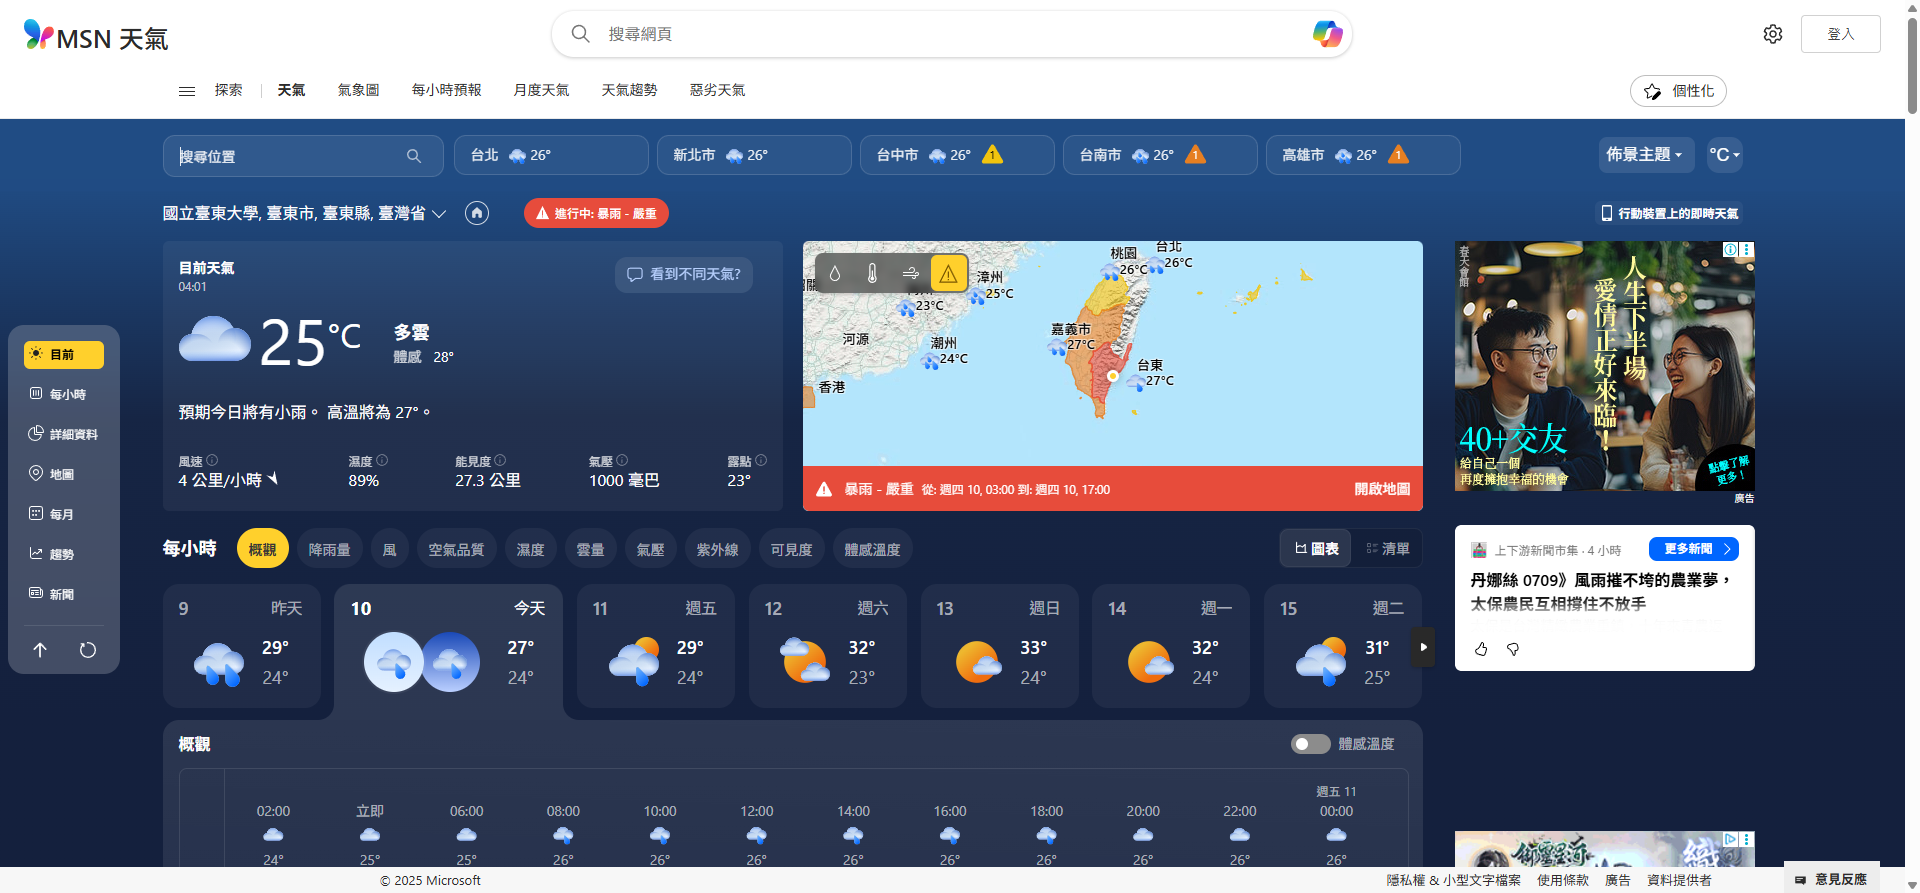 MSN 天氣
搜尋網頁
登入
探索
天氣
氣象圖
每小時預報
月度天氣
天氣趨勢
惡劣天氣
個性化
搜尋位置
台北 26°
新北市 26°
台中市 26° 1
台南市 26° 1
高雄市 26° 1
佈景主題
°C
國立臺東大學, 臺東市, 臺東縣, 臺灣省
進行中: 暴雨 - 嚴重
行動裝置上的即時天氣
目前天氣
04:01
看到不同天氣?
25°C
多雲
體感 28°
預期今日將有小雨。 高溫將為 27°。
風速
4 公里/小時
濕度
89%
能見度
27.3 公里
氣壓
1000 毫巴
露點
23°
桃園
26°C
台北
26°C
漳州
25°C
23°C
河源
潮州
24°C
香港
嘉義市
27°C
台東
27°C
暴雨 - 嚴重 從: 週四 10, 03:00 到: 週四 10, 17:00
開啟地圖
目前
每小時
詳細資料
地圖
每月
趨勢
新聞
春天會館
人生下半場
愛情正好來臨！
40+交友
給自己一個
再度擁抱幸福的機會
點擊了解
更多！
廣告
每小時
概觀
降雨量
風
空氣品質
濕度
雲量
氣壓
紫外線
可見度
體感溫度
圖表
清單
9 昨天
29°
24°
10 今天
27°
24°
11 週五
29°
24°
12 週六
32°
23°
13 週日
33°
24°
14 週一
32°
24°
15 週二
31°
25°
上下游新聞市集 · 4 小時
更多新聞
丹娜絲 0709》風雨摧不垮的農業夢，
太保農民互相撐住不放手
概觀
體感溫度
週五 11
02:00 立即 06:00 08:00 10:00 12:00 14:00 16:00 18:00 20:00 22:00 00:00
24° 25° 25° 26° 26° 26° 26° 26° 26° 26° 26° 26°
© 2025 Microsoft
隱私權 & 小型文字檔案
使用條款
廣告
資料提供者
意見反應